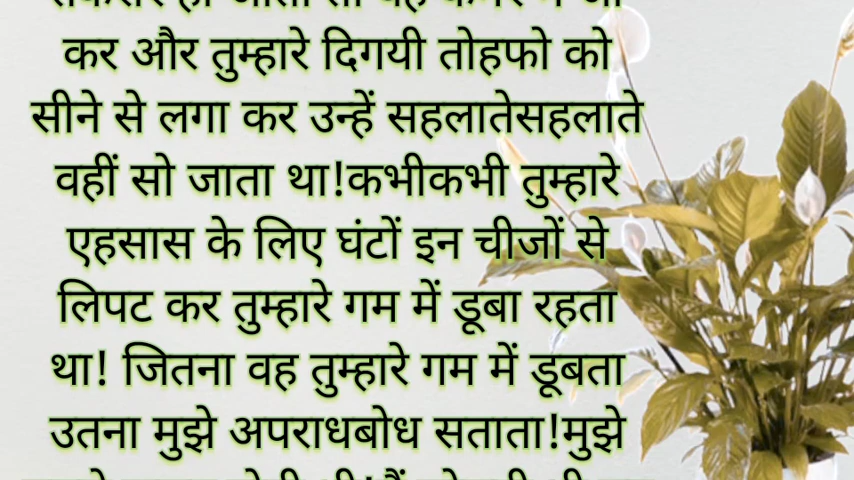 कर और तुम्हारे दिगयी तोहफो को
सीने से लगा कर उन्हें सहलातेसहलाते
वहीं सो जाता था!कभीकभी तुम्हारे
एहसास के लिए घंटों इन चीजों से
लिपट कर तुम्हारे गम में डूबा रहता
था! जितना वह तुम्हारे गम में डूबता
उतना मुझे अपराधबोध सताता!मुझे